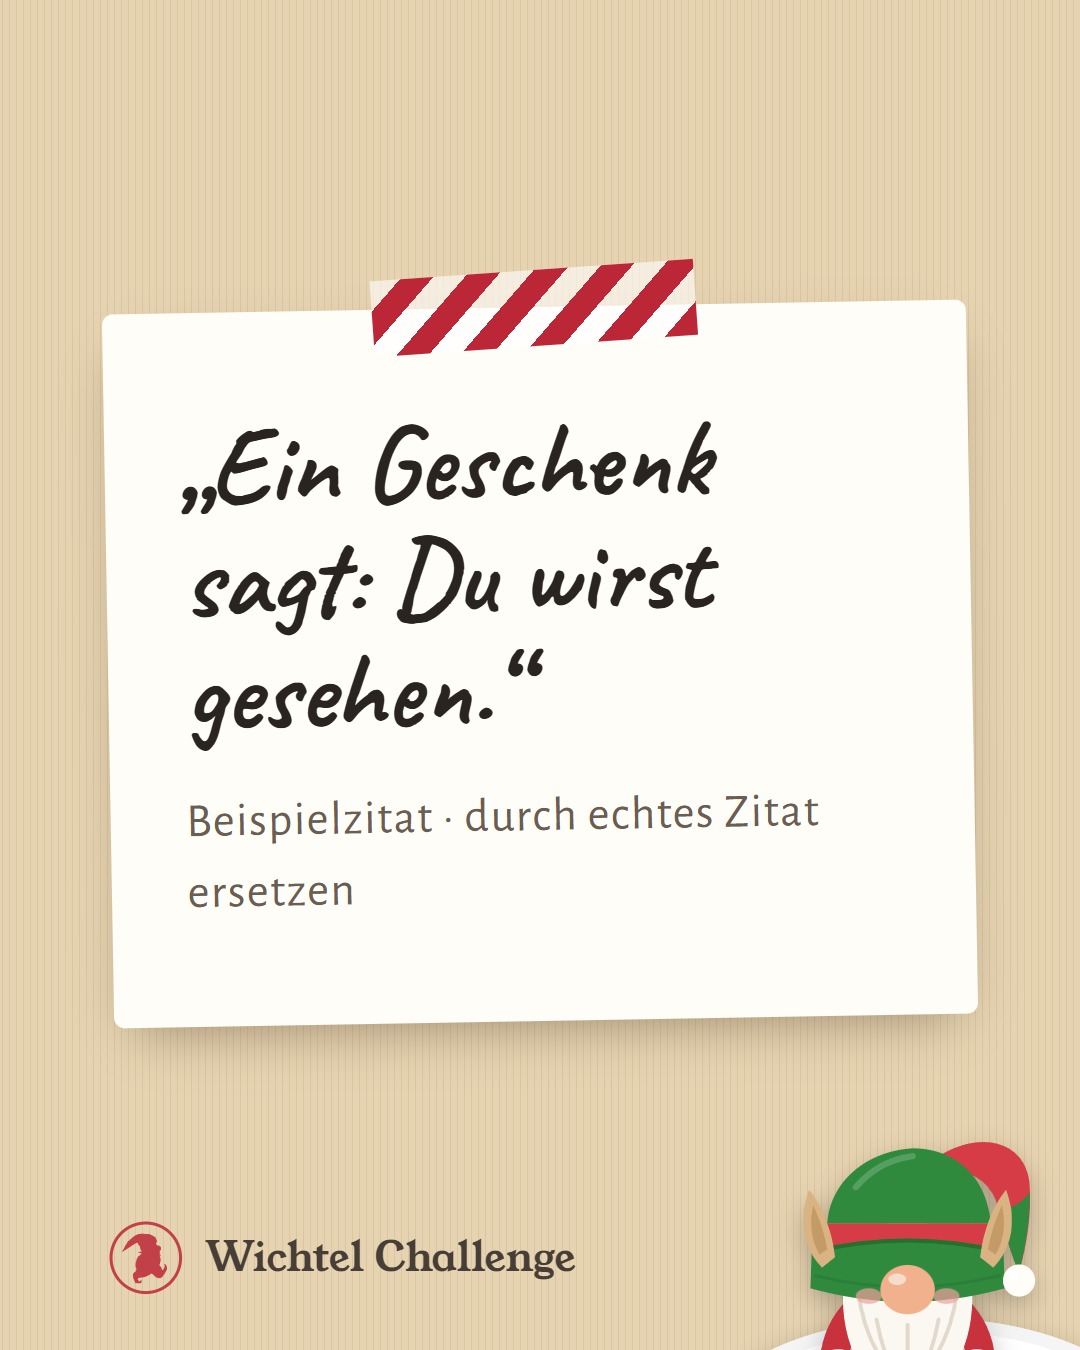 „Ein Geschenk
sagt: Du wirst
gesehen.“
Beispielzitat · durch echtes Zitat
ersetzen
Wichtel Challenge